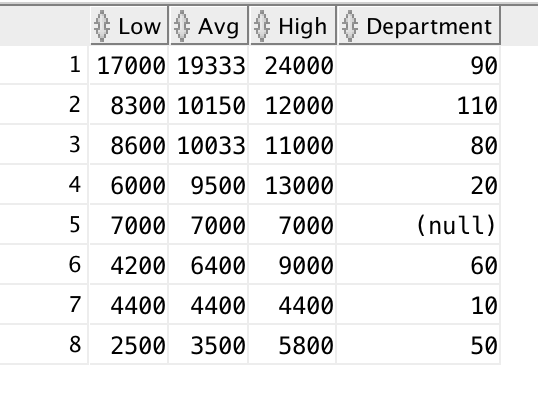 Low Avg High Department
1 17000 19333 24000 90
2 8300 10150 12000 110
3 8600 10033 11000 80
4 6000 9500 13000 20
5 7000 7000 7000 (null)
6 4200 6400 9000 60
7 4400 4400 4400 10
8 2500 3500 5800 50